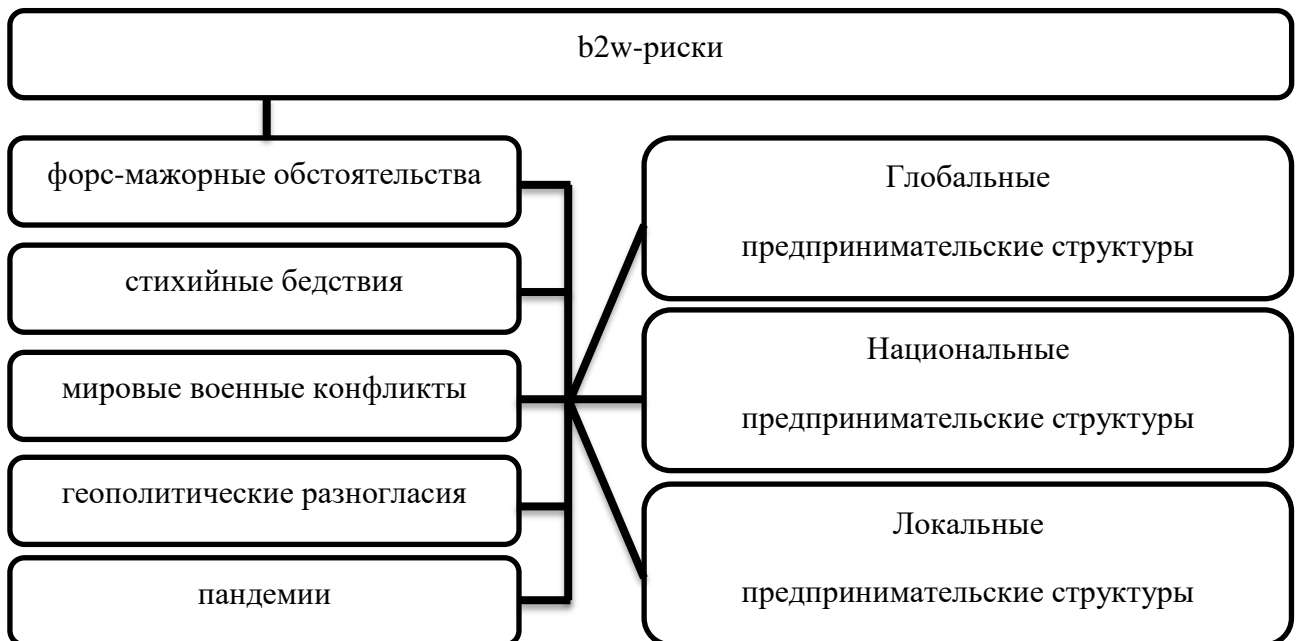 b2w-риски
форс-мажорные обстоятельства
стихийные бедствия
мировые военные конфликты
геополитические разногласия
пандемии
Глобальные
предпринимательские структуры
Национальные
предпринимательские структуры
Локальные
предпринимательские структуры